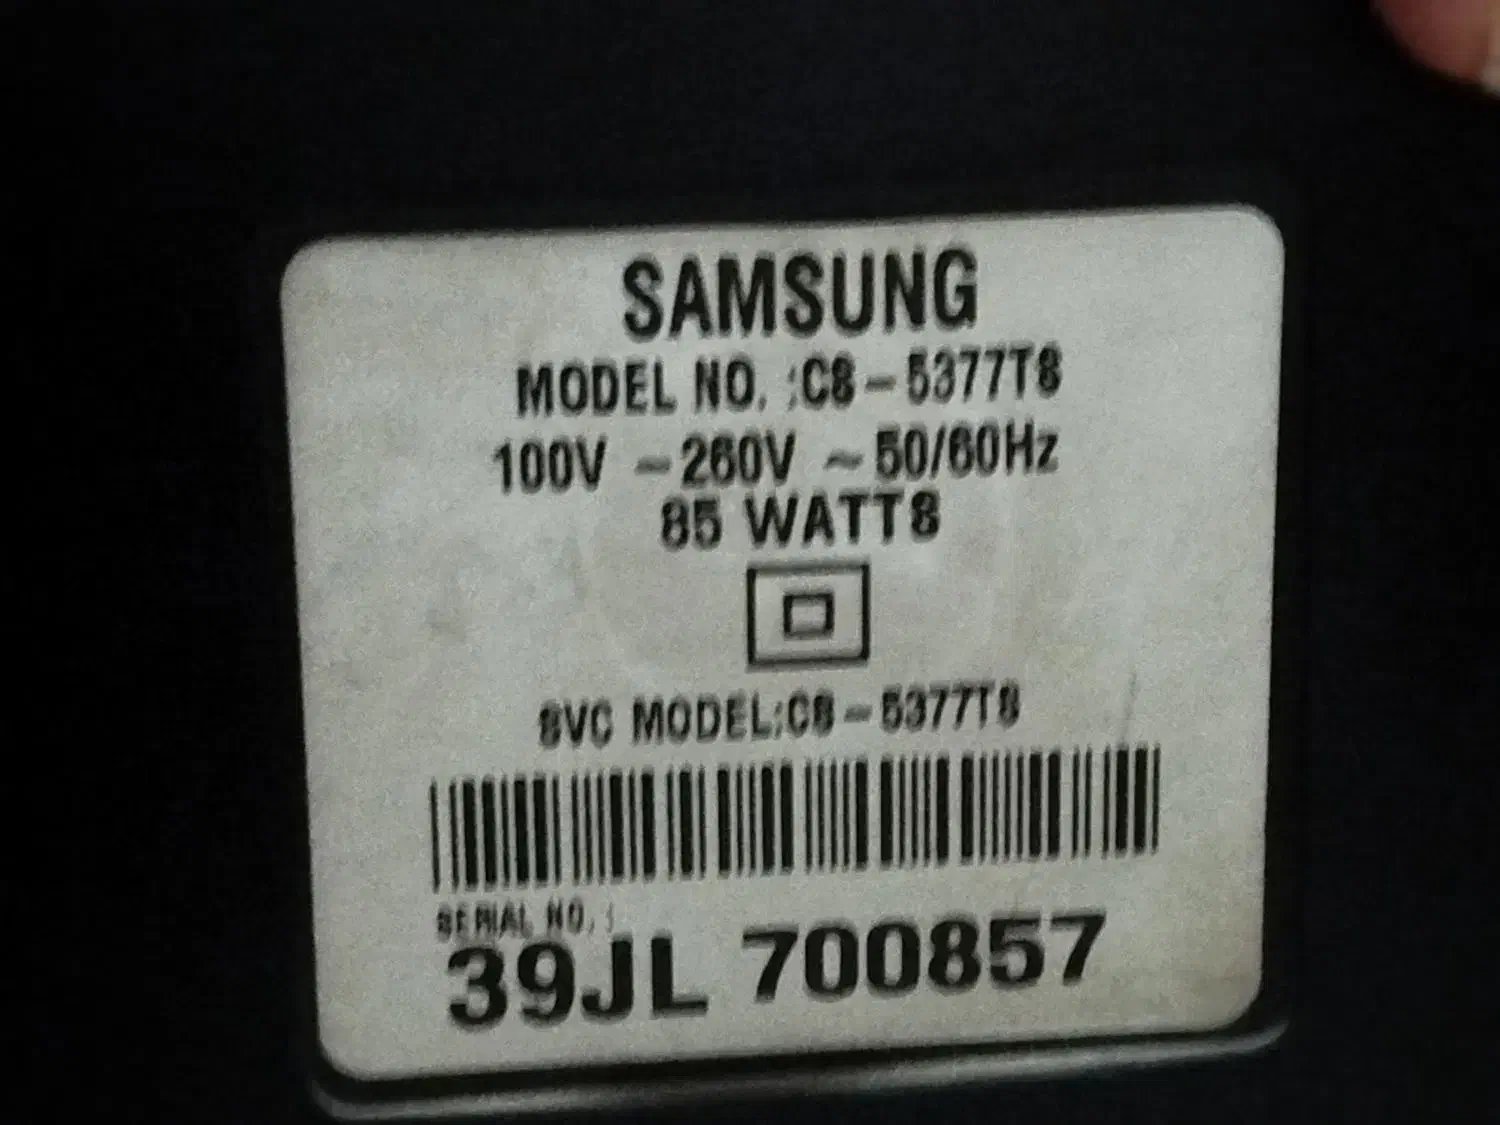 SAMSUNG
MODEL NO. :CS-5377TS
100V ~260V ~50/60Hz
85 WATTS
SVC MODEL:CS-5377TS
SERIAL NO. :
39JL 700857